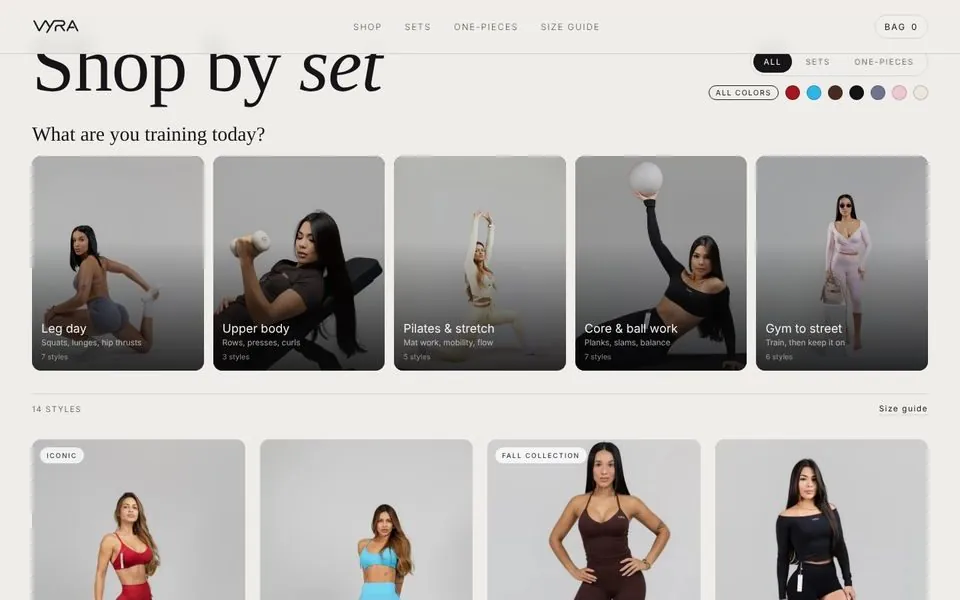 VYRA
SHOP
SETS
ONE-PIECES
SIZE GUIDE
BAG 0
Shop by set
ALL
SETS
ONE-PIECES
ALL COLORS
What are you training today?
Leg day
Squats, lunges, hip thrusts
7 styles
Upper body
Rows, presses, curls
3 styles
Pilates & stretch
Mat work, mobility, flow
5 styles
Core & ball work
Planks, slams, balance
7 styles
Gym to street
Train, then keep it on
6 styles
14 STYLES
Size guide
ICONIC
FALL COLLECTION